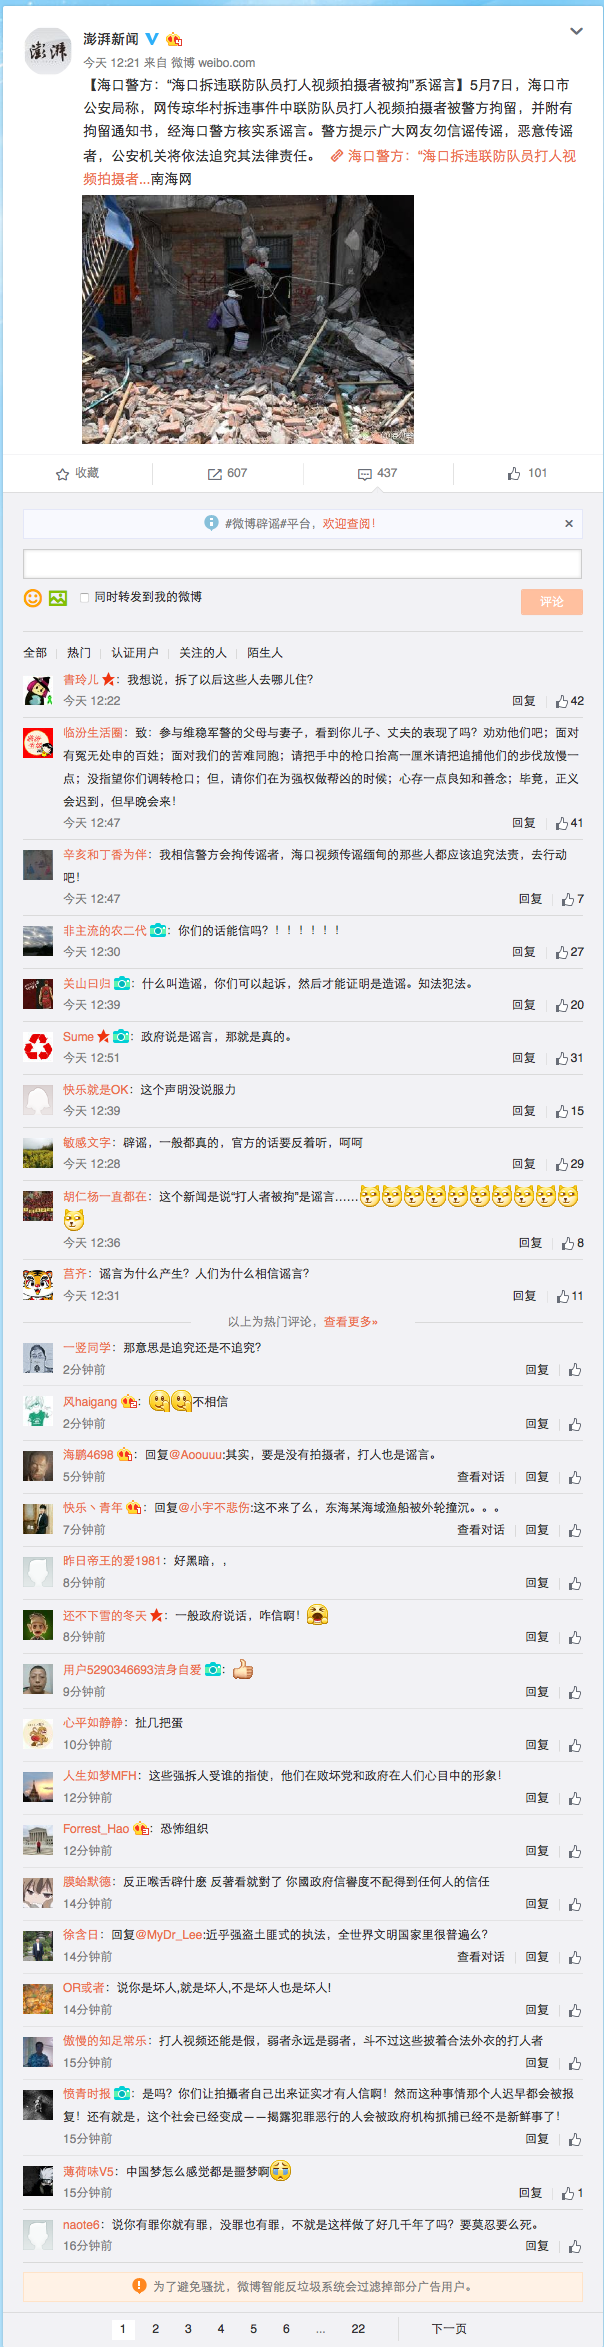 澎湃
澎湃新闻
今天 12:21 来自 微博 weibo.com
【海口警方：“海口拆违联防队员打人视频拍摄者被拘”系谣言】5月7日，海口市
公安局称，网传琼华村拆违事件中联防队员打人视频拍摄者被警方拘留，并附有
拘留通知书，经海口警方核实系谣言。警方提示广大网友勿信谣传谣，恶意传谣
者，公安机关将依法追究其法律责任。 海口警方：“海口拆违联防队员打人视
频拍摄者...南海网
收藏 607 437 101
#微博辟谣#平台，欢迎查阅！ ×
同时转发到我的微博 评论
全部 热门 认证用户 关注的人 陌生人
書玲儿：我想说，拆了以后这些人去哪儿住？
今天 12:22 回复 42
临汾生活圈：致：参与维稳军警的父母与妻子，看到你儿子、丈夫的表现了吗？劝劝他们吧；面对
有冤无处申的百姓；面对我们的苦难同胞；请把手中的枪口抬高一厘米请把追捕他们的步伐放慢一
点；没指望你们调转枪口；但，请你们在为强权做帮凶的时候；心存一点良知和善念；毕竟，正义
会迟到，但早晚会来！
今天 12:47 回复 41
辛亥和丁香为伴：我相信警方会拘传谣者，海口视频传谣缅甸的那些人都应该追究法责，去行动
吧！
今天 12:47 回复 7
非主流的农二代：你们的话能信吗？！！！！！！
今天 12:30 回复 27
关山曰归：什么叫造谣，你们可以起诉，然后才能证明是造谣。知法犯法。
今天 12:39 回复 20
Sume：政府说是谣言，那就是真的。
今天 12:51 回复 31
快乐就是OK：这个声明没说服力
今天 12:39 回复 15
敏感文字：辟谣，一般都真的，官方的话要反着听，呵呵
今天 12:28 回复 29
胡仁杨一直都在：这个新闻是说“打人者被拘”是谣言……
今天 12:36 回复 8
莒齐：谣言为什么产生？人们为什么相信谣言？
今天 12:31 回复 11
以上为热门评论，查看更多»
一竖同学：那意思是追究还是不追究？
2分钟前 回复
风haigang：不相信
2分钟前 回复
海鹏4698：回复@Aoouuu:其实，要是没有拍摄者，打人也是谣言。
5分钟前 查看对话 回复
快乐丶青年：回复@小宇不悲伤:这不来了么，东海某海域渔船被外轮撞沉。。。
7分钟前 查看对话 回复
昨日帝王的爱1981：好黑暗，，
8分钟前 回复
还不下雪的冬天：一般政府说话，咋信啊！
8分钟前 回复
用户5290346693洁身自爱：
9分钟前 回复
心平如静静：扯几把蛋
10分钟前 回复
人生如梦MFH：这些强拆人受谁的指使，他们在败坏党和政府在人们心目中的形象！
12分钟前 回复
Forrest_Hao：恐怖组织
12分钟前 回复
膜蛤默德：反正喉舌辟什麽 反著看就對了 你國政府信譽度不配得到任何人的信任
14分钟前 回复
徐含日：回复@MyDr_Lee:近乎强盗土匪式的执法，全世界文明国家里很普遍么？
14分钟前 查看对话 回复
OR或者：说你是坏人,就是坏人,不是坏人也是坏人!
14分钟前 回复
傲慢的知足常乐：打人视频还能是假，弱者永远是弱者，斗不过这些披着合法外衣的打人者
15分钟前 回复
愤青时报：是吗？你们让拍攝者自己出来证实才有人信啊！然而这种事情那个人迟早都会被报
复！还有就是，这个社会已经变成——揭露犯罪恶行的人会被政府机构抓捕已经不是新鲜事了！
15分钟前 回复
薄荷味V5：中国梦怎么感觉都是噩梦啊
15分钟前 回复 1
naote6：说你有罪你就有罪，没罪也有罪，不就是这样做了好几千年了吗？要莫忍要么死。
16分钟前 回复
为了避免骚扰，微博智能反垃圾系统会过滤掉部分广告用户。
1 2 3 4 5 6 ... 22 下一页